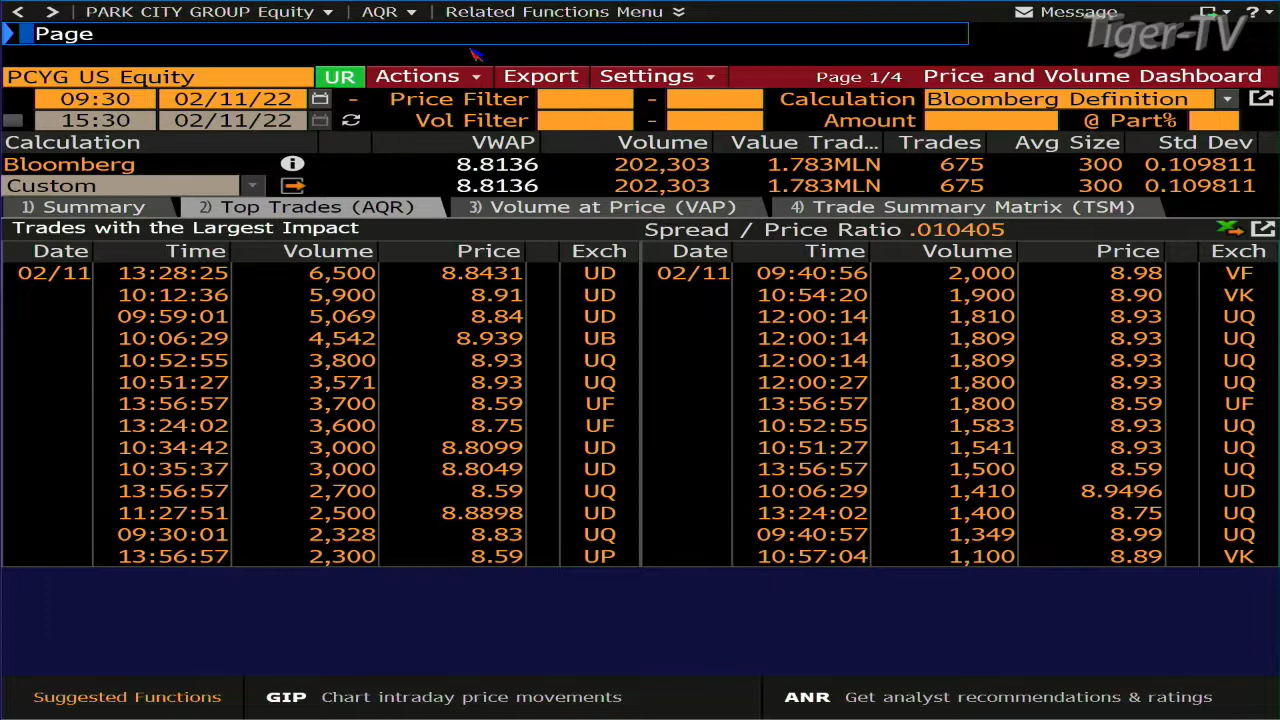 < > PARK CITY GROUP Equity AQR Related Functions Menu Message ?
Tiger-TV
Page
PCYG US Equity UR Actions Export Settings Page 1/4 Price and Volume Dashboard
09:30 02/11/22 - Price Filter - Calculation Bloomberg Definition
15:30 02/11/22 Vol Filter - Amount @ Part%
Calculation VWAP Volume Value Trad... Trades Avg Size Std Dev
Bloomberg 8.8136 202,303 1.783MLN 675 300 0.109811
Custom 8.8136 202,303 1.783MLN 675 300 0.109811
1) Summary 2) Top Trades (AQR) 3) Volume at Price (VAP) 4) Trade Summary Matrix (TSM)
Trades with the Largest Impact Spread / Price Ratio .010405
Date Time Volume Price Exch Date Time Volume Price Exch
02/11 13:28:25 6,500 8.8431 UD 02/11 09:40:56 2,000 8.98 VF
10:12:36 5,900 8.91 UD 10:54:20 1,900 8.90 VK
09:59:01 5,069 8.84 UD 12:00:14 1,810 8.93 UQ
10:06:29 4,542 8.939 UB 12:00:14 1,809 8.93 UQ
10:52:55 3,800 8.93 UQ 12:00:14 1,809 8.93 UQ
10:51:27 3,571 8.93 UQ 12:00:27 1,800 8.93 UQ
13:56:57 3,700 8.59 UF 13:56:57 1,800 8.59 UF
13:24:02 3,600 8.75 UF 10:52:55 1,583 8.93 UQ
10:34:42 3,000 8.8099 UD 10:51:27 1,541 8.93 UQ
10:35:37 3,000 8.8049 UD 13:56:57 1,500 8.59 UQ
13:56:57 2,700 8.59 UQ 10:06:29 1,410 8.9496 UD
11:27:51 2,500 8.8898 UD 13:24:02 1,400 8.75 UQ
09:30:01 2,328 8.83 UQ 09:40:57 1,349 8.99 UQ
13:56:57 2,300 8.59 UP 10:57:04 1,100 8.89 VK
Suggested Functions GIP Chart intraday price movements ANR Get analyst recommendations & ratings